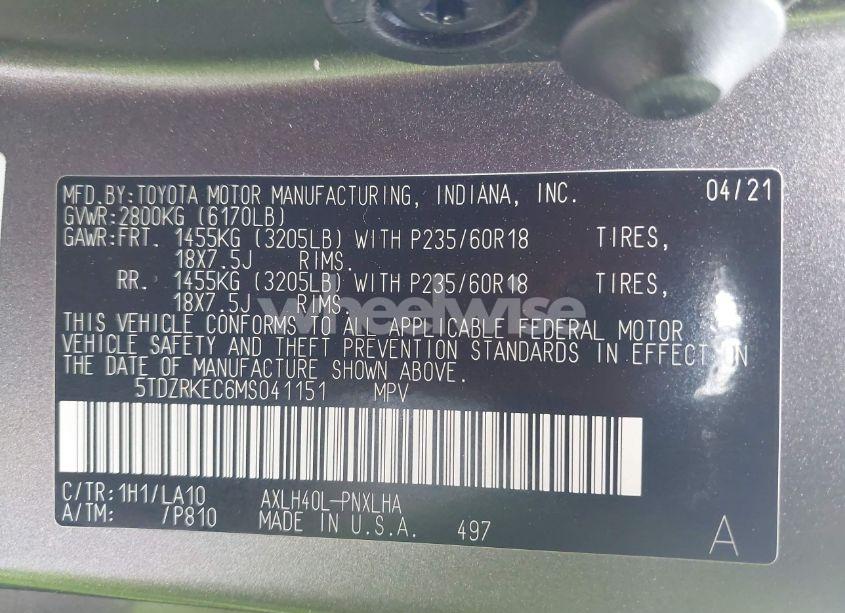 MFD.BY:TOYOTA MOTOR MANUFACTURING, INDIANA, INC. 04/21
GVWR:2800KG (6170LB)
GAWR:FRT. 1455KG (3205LB) WITH P235/60R18 TIRES,
18X7.5J RIMS.
RR. 1455KG (3205LB) WITH P235/60R18 TIRES,
18X7.5J RIMS.
wheelwise
THIS VEHICLE CONFORMS TO ALL APPLICABLE FEDERAL MOTOR
VEHICLE SAFETY AND THEFT PREVENTION STANDARDS IN EFFECT ON
THE DATE OF MANUFACTURE SHOWN ABOVE.
5TDZRKEC6MS041151 MPV
C/TR:1H1/LA10 AXLH40L-PNXLHA
A/TM: /P810 MADE IN U.S.A. 497 A